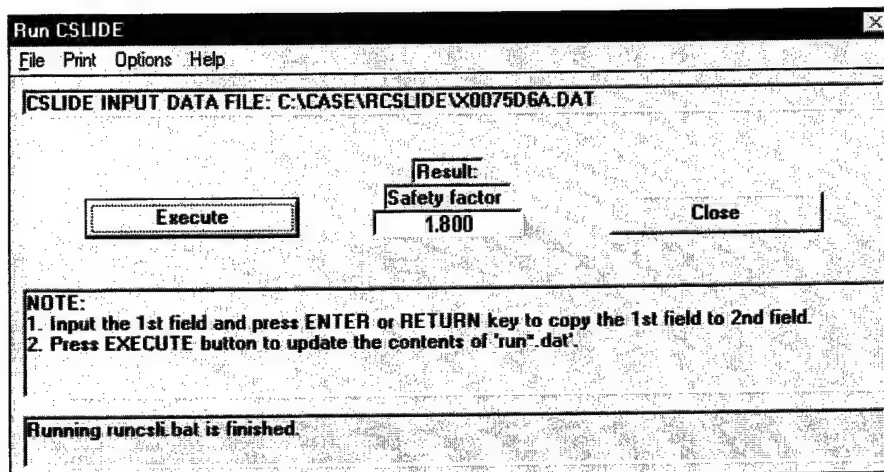 Run CSLIDE
File Print Options Help
CSLIDE INPUT DATA FILE: C:\CASE\RCSLIDE\X0075D6A.DAT
Result:
Safety factor
Execute
1.800
Close
NOTE:
1. Input the 1st field and press ENTER or RETURN key to copy the 1st field to 2nd field.
2. Press EXECUTE button to update the contents of "run*.dat".
Running runcsli.bat is finished.